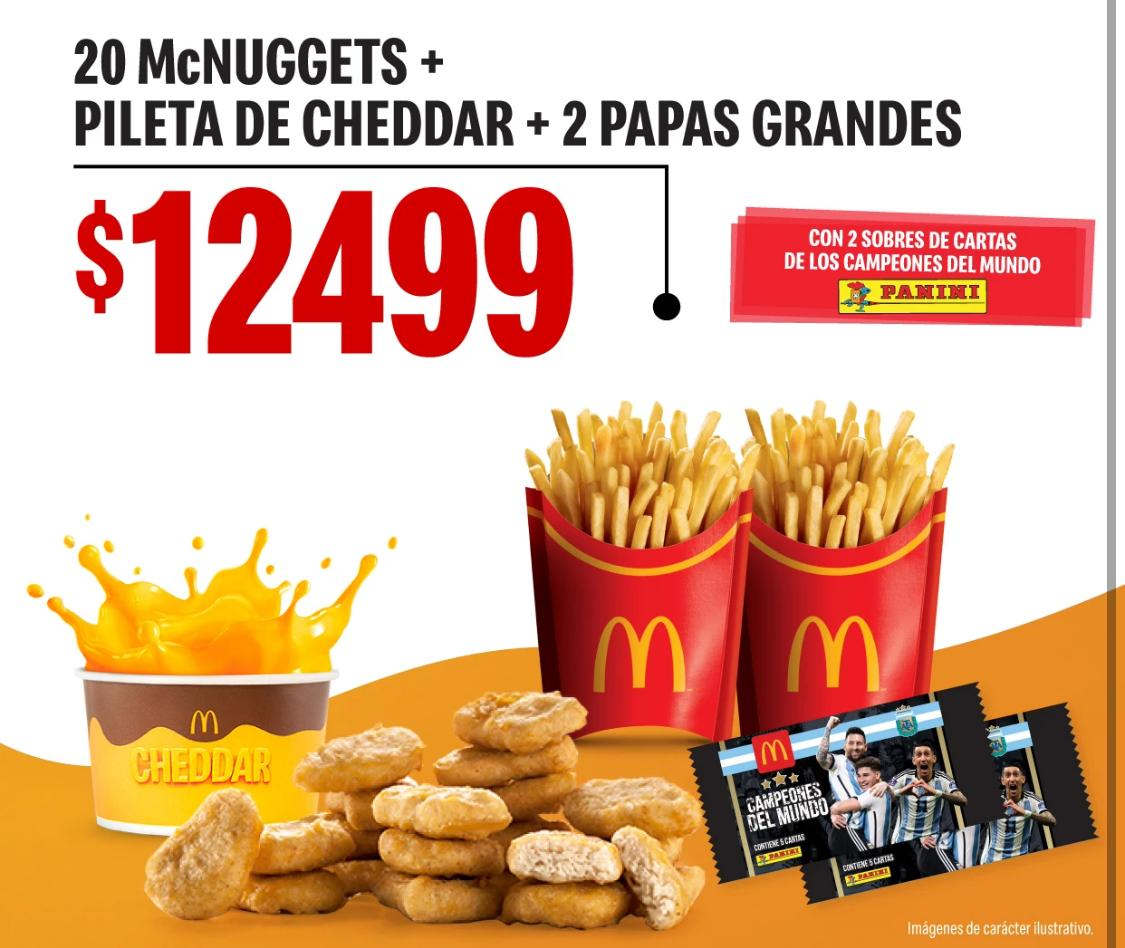 20 McNUGGETS +
PILETA DE CHEDDAR + 2 PAPAS GRANDES
$12499
CON 2 SOBRES DE CARTAS
DE LOS CAMPEONES DEL MUNDO
PANINI
CHEDDAR
CAMPEONES
DEL MUNDO
CONTIENE 5 CARTAS
PANINI
AFA
CONTIENE 5 CARTAS
PANINI
Imágenes de carácter ilustrativo.